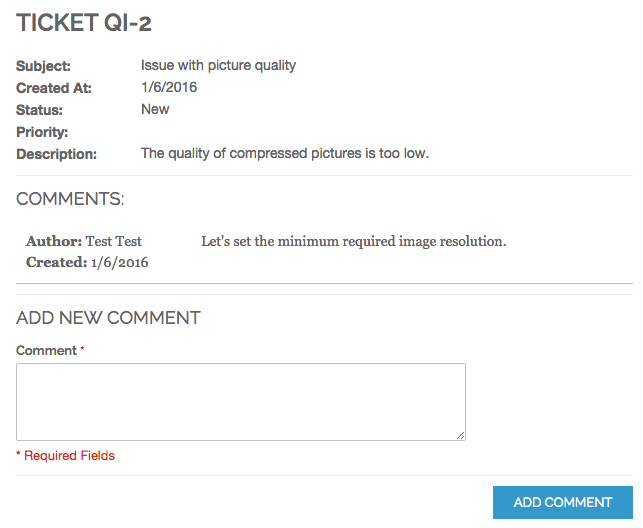 TICKET QI-2
Subject: Issue with picture quality
Created At: 1/6/2016
Status: New
Priority:
Description: The quality of compressed pictures is too low.
COMMENTS:
Author: Test Test Let's set the minimum required image resolution.
Created: 1/6/2016
ADD NEW COMMENT
Comment *
* Required Fields
ADD COMMENT